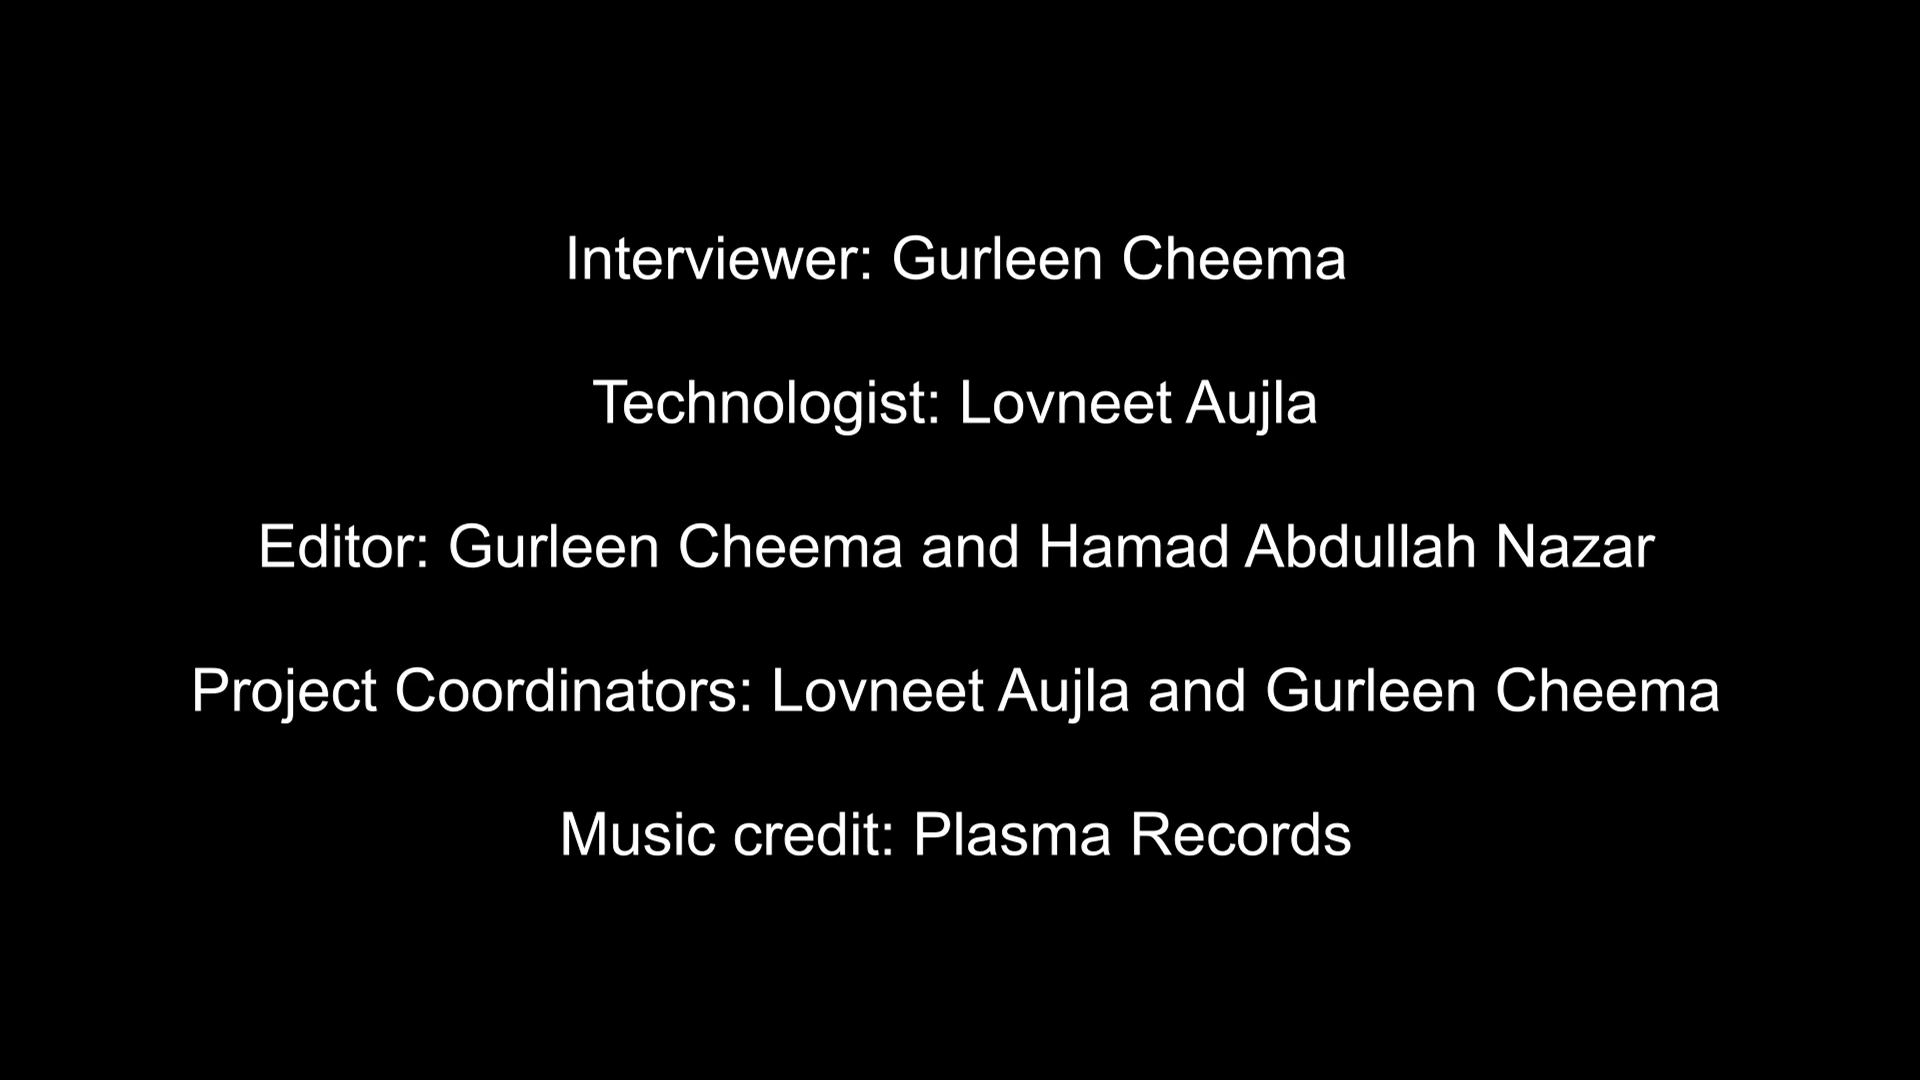 Interviewer: Gurleen Cheema
Technologist: Lovneet Aujla
Editor: Gurleen Cheema and Hamad Abdullah Nazar
Project Coordinators: Lovneet Aujla and Gurleen Cheema
Music credit: Plasma Records